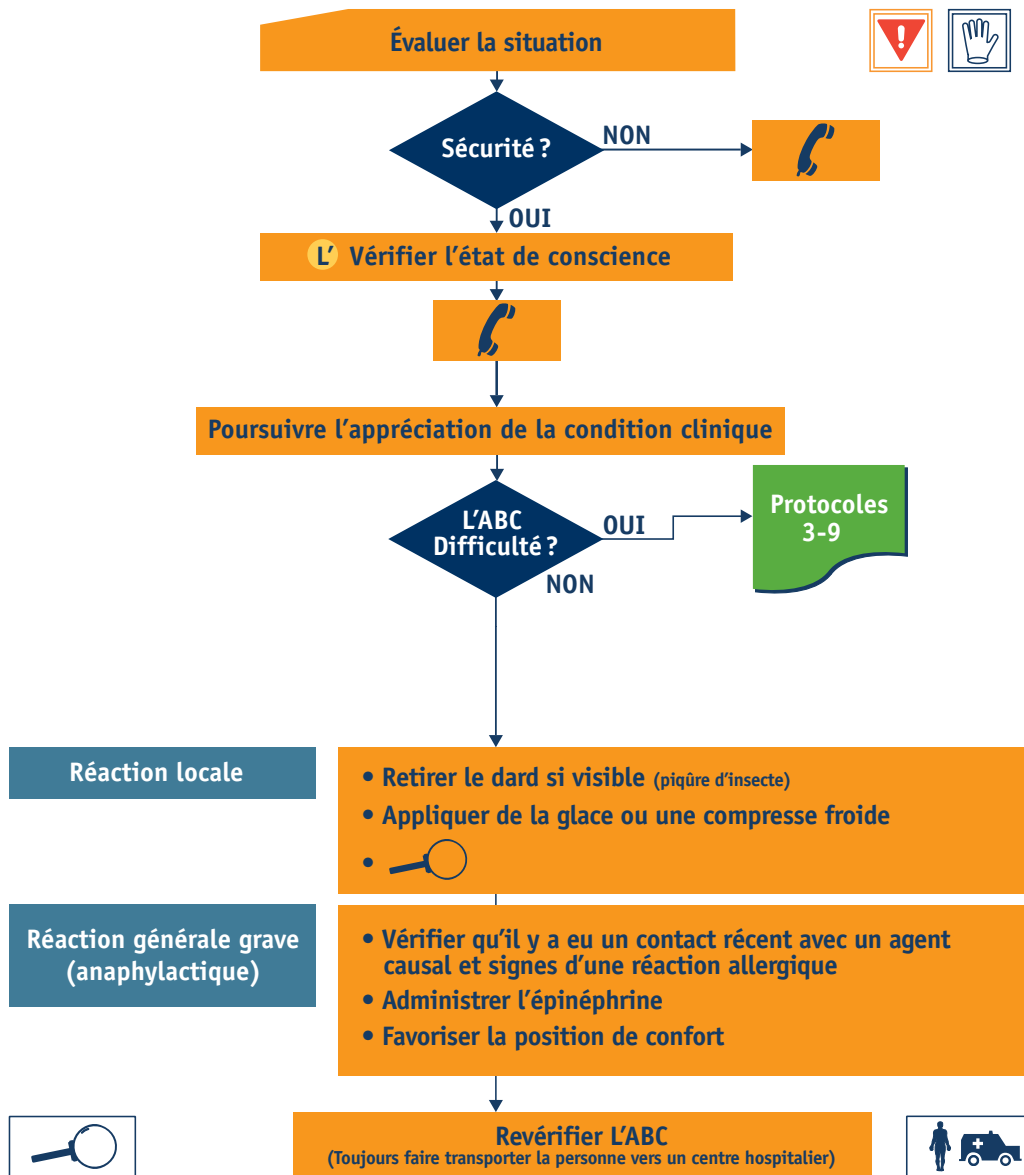 Évaluer la situation
Sécurité ?
NON
OUI
L’ Vérifier l’état de conscience
Poursuivre l’appréciation de la condition clinique
L’ABC
Difficulté ?
OUI
Protocoles
3-9
NON
Réaction locale
• Retirer le dard si visible (piqûre d’insecte)
• Appliquer de la glace ou une compresse froide
•
Réaction générale grave
(anaphylactique)
• Vérifier qu’il y a eu un contact récent avec un agent
causal et signes d’une réaction allergique
• Administrer l’épinéphrine
• Favoriser la position de confort
Revérifier L’ABC
(Toujours faire transporter la personne vers un centre hospitalier)